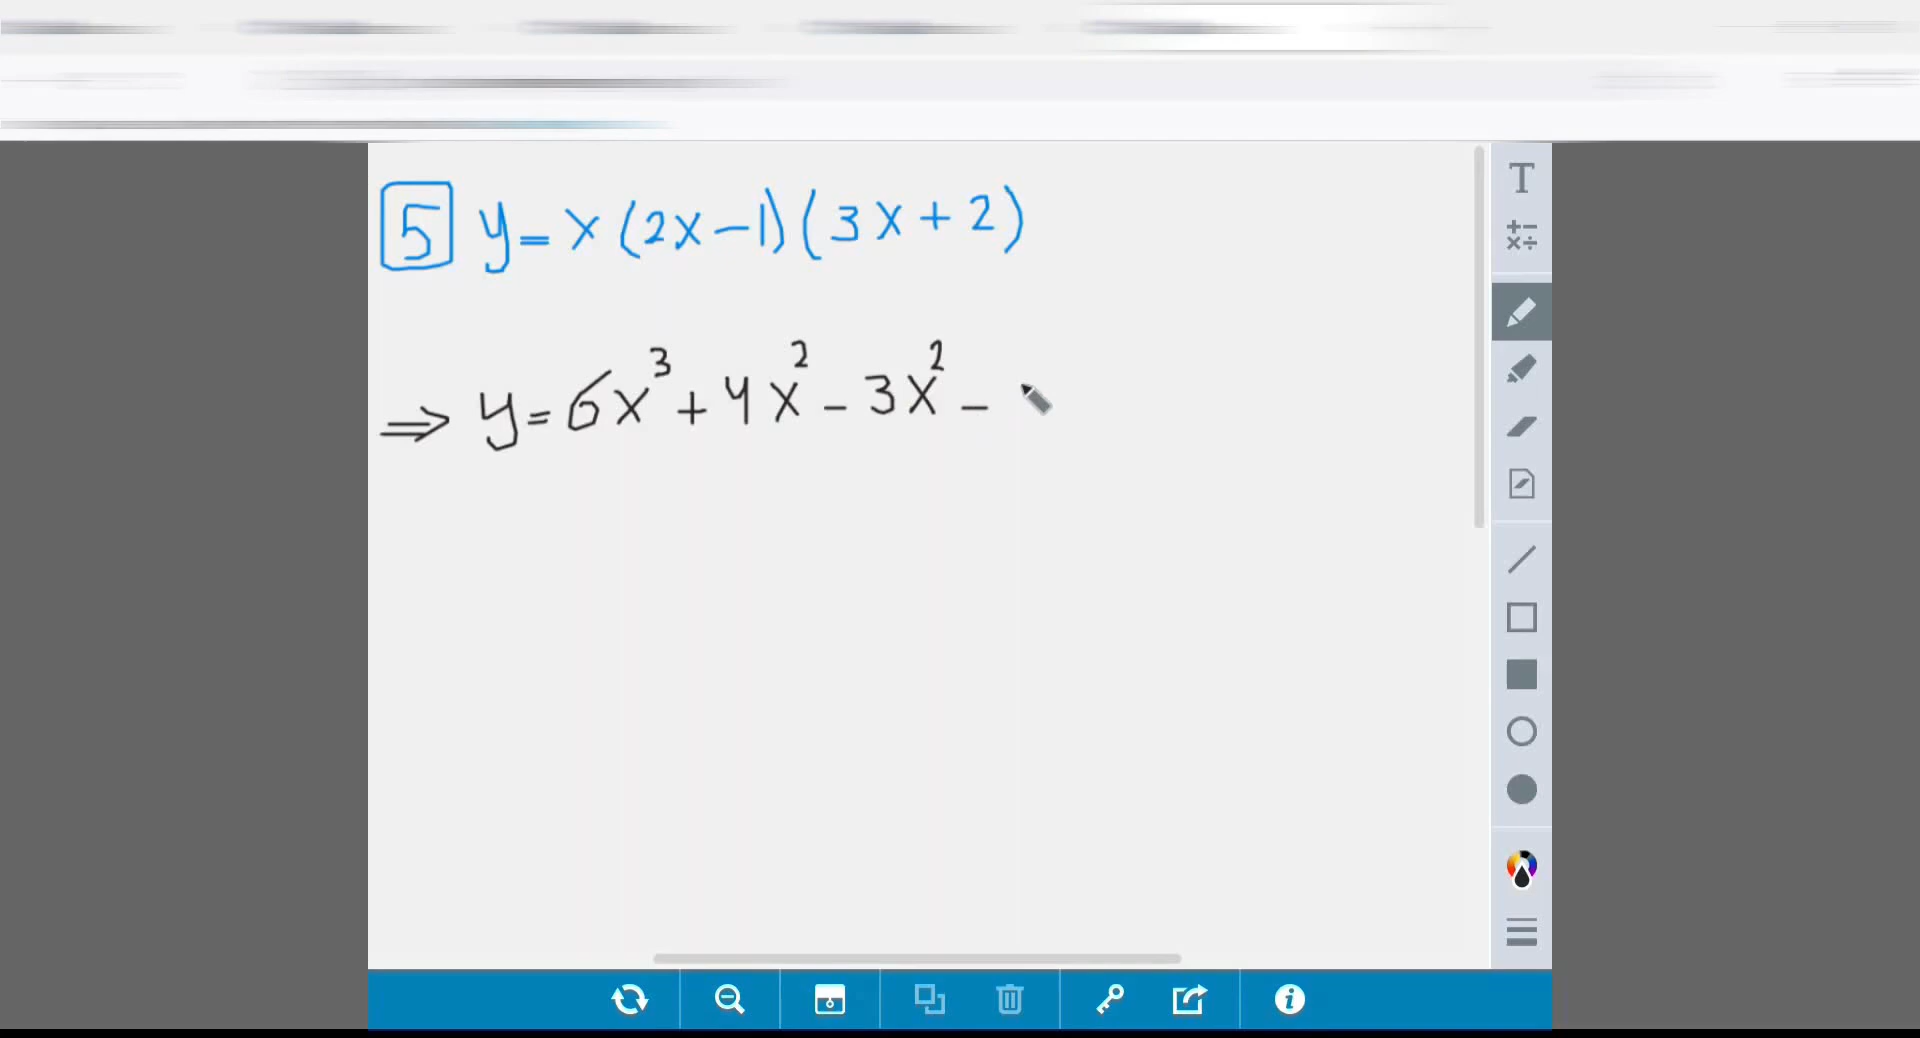 5 y = x (2x - 1) (3x + 2)
⇒ y = 6x³ + 4x² - 3x² -